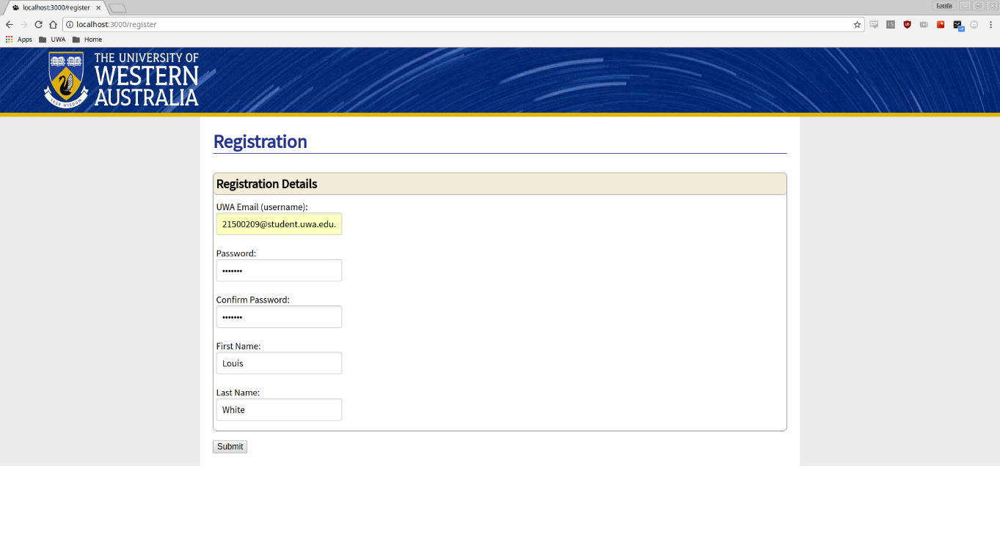 localhost:3000/register
Louis
localhost:3000/register
Apps UWA Home
THE UNIVERSITY OF
WESTERN
AUSTRALIA
SEEK WISDOM
Registration
Registration Details
UWA Email (username):
21500209@student.uwa.edu.
Password:
•••••••
Confirm Password:
•••••••
First Name:
Louis
Last Name:
White
Submit